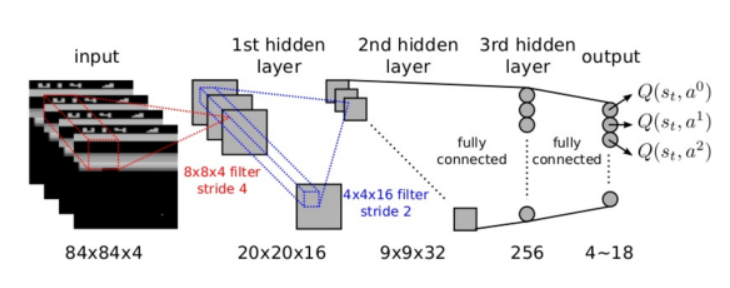 input
1st hidden
layer
2nd hidden
layer
3rd hidden
layer
output
8x8x4 filter
stride 4
4x4x16 filter
stride 2
fully
connected
fully
connected
Q(s_t, a^0)
Q(s_t, a^1)
Q(s_t, a^2)
84x84x4
20x20x16
9x9x32
256
4~18